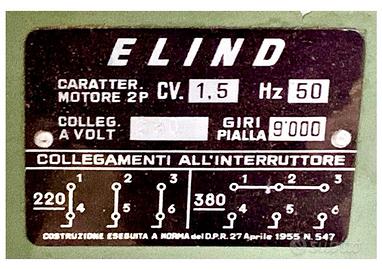 ELIND
CARATTER. MOTORE 2P CV. 1.5 Hz 50
COLLEG. A VOLT GIRI PIALLA 9'000
COLLEGAMENTI ALL'INTERRUTTORE
1 2 3 1 2 3
220 380
4 5 6 4 5 6
COSTRUZIONE ESEGUITA A NORMA del D.P.R. 27 Aprile 1955 N. 547
Subito